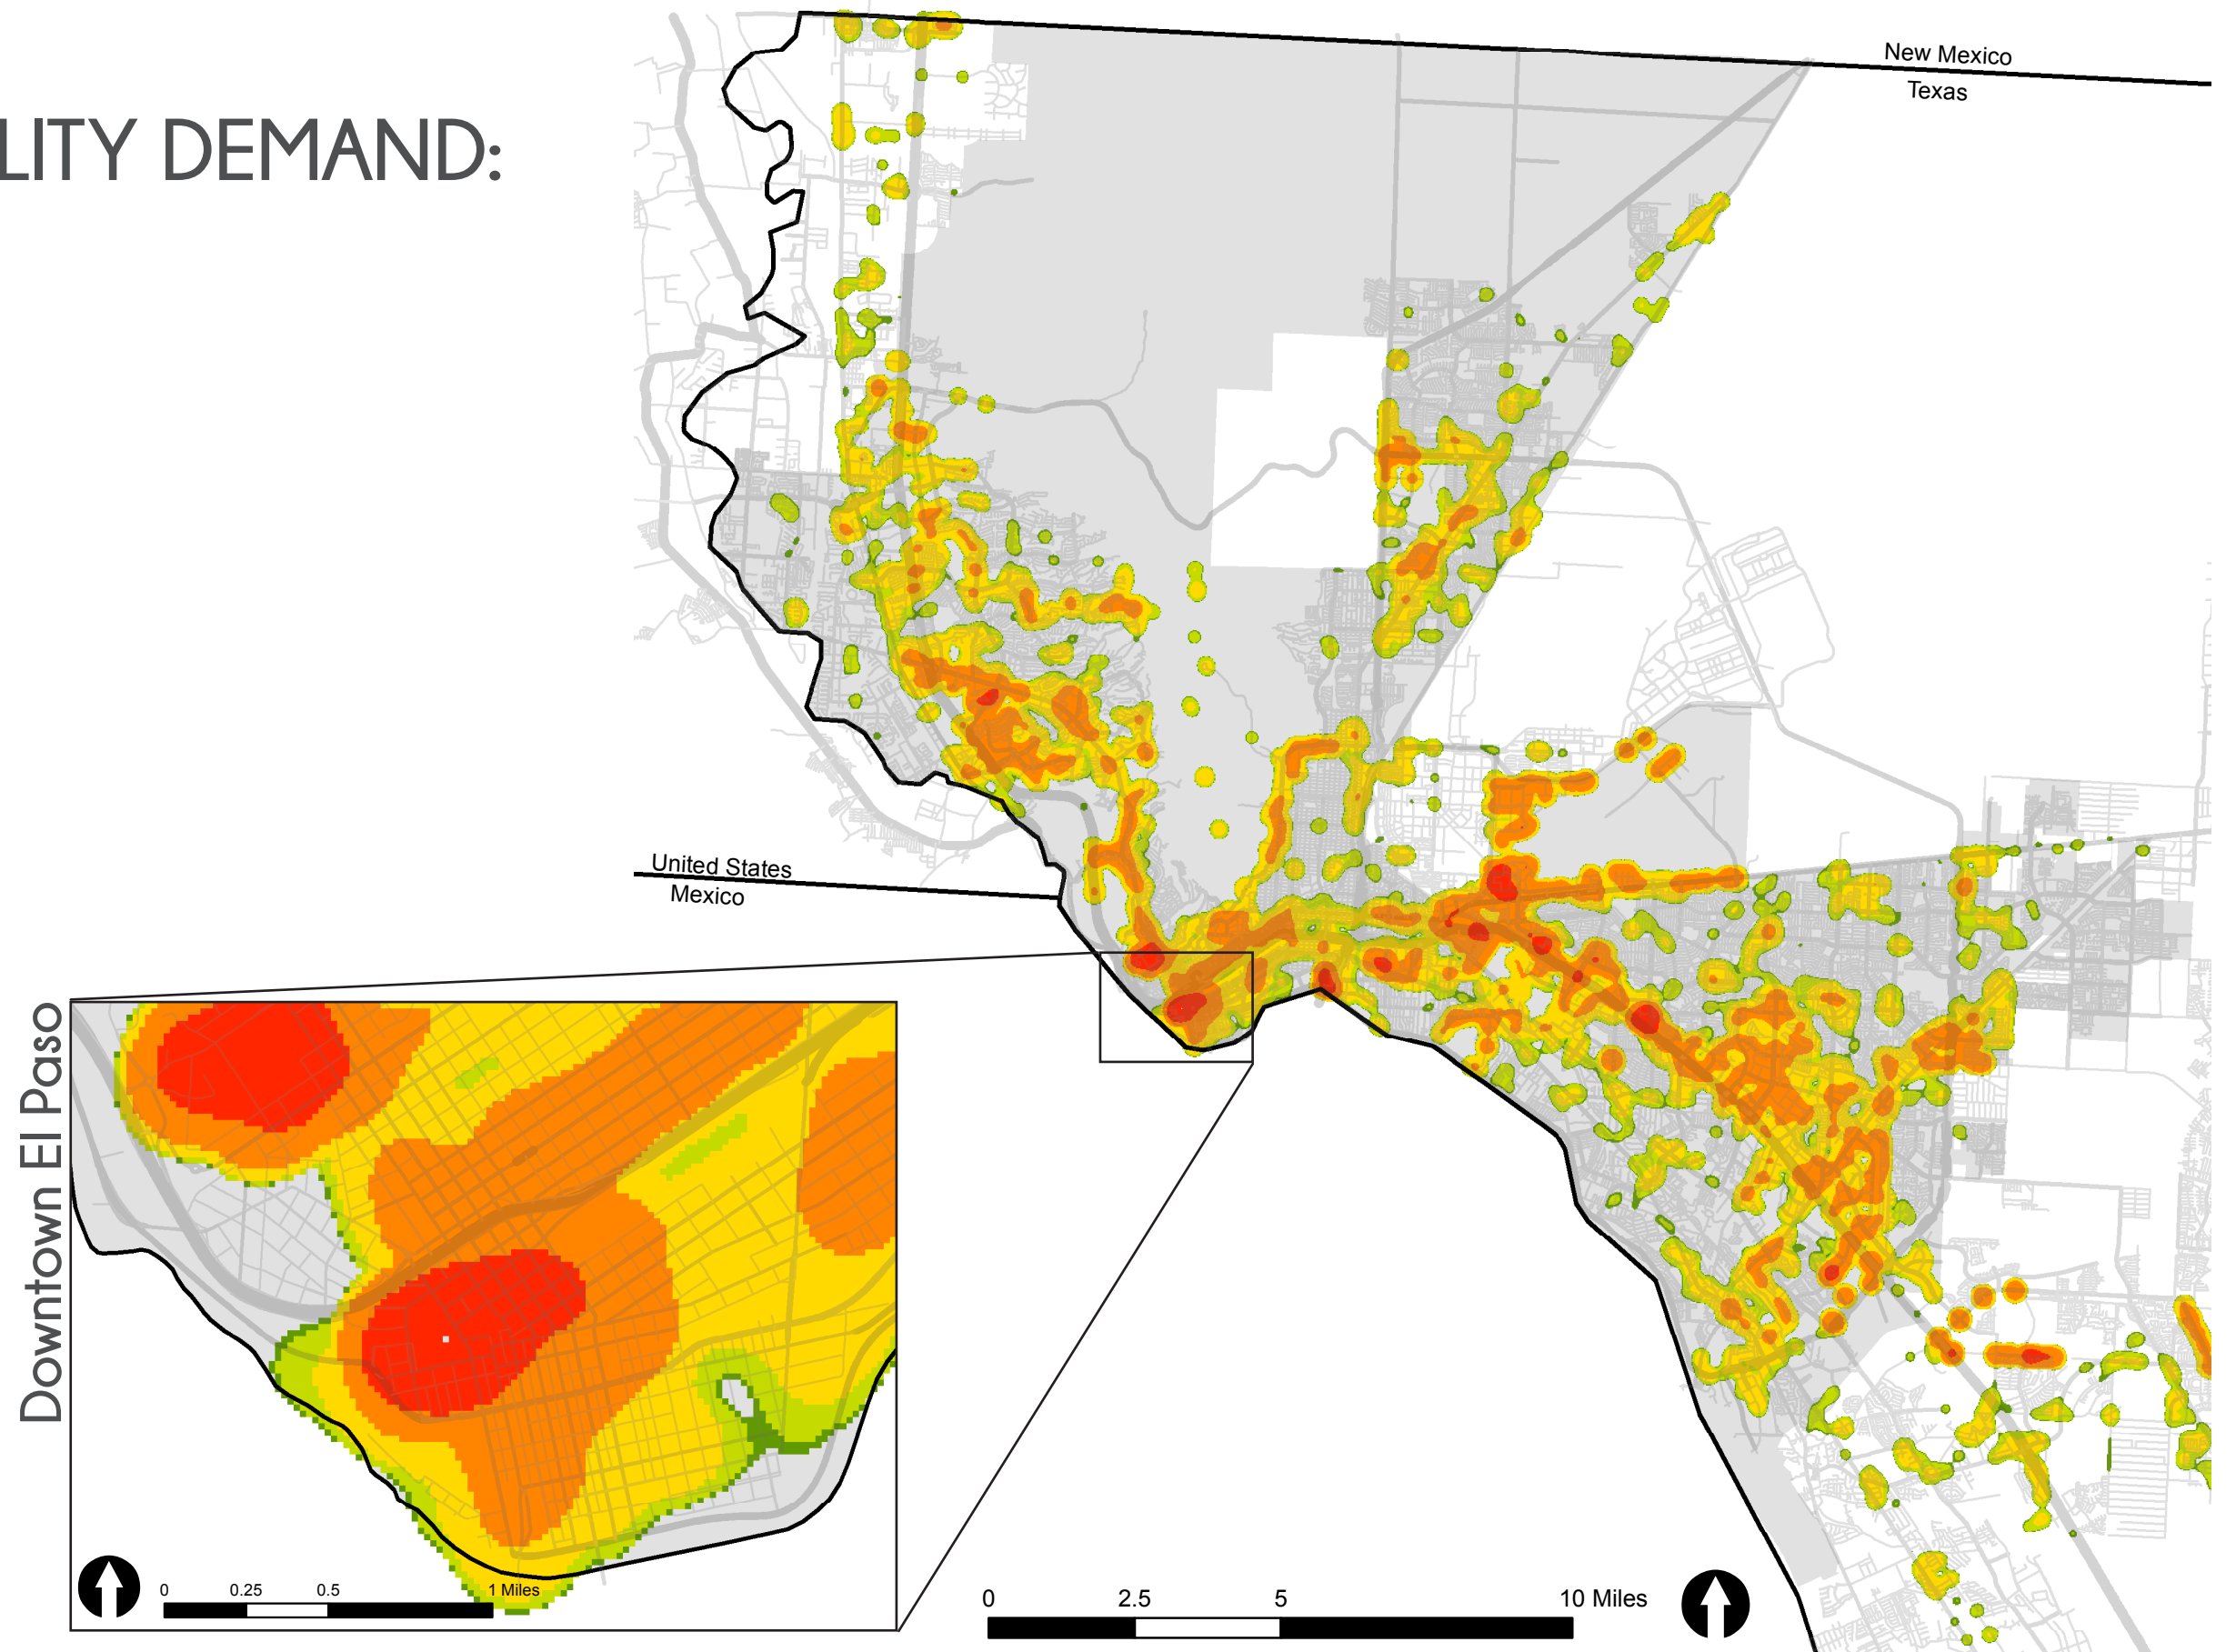 LITY DEMAND:
New Mexico
Texas
United States
Mexico
Downtown El Paso
0 0.25 0.5 1 Miles
0 2.5 5 10 Miles